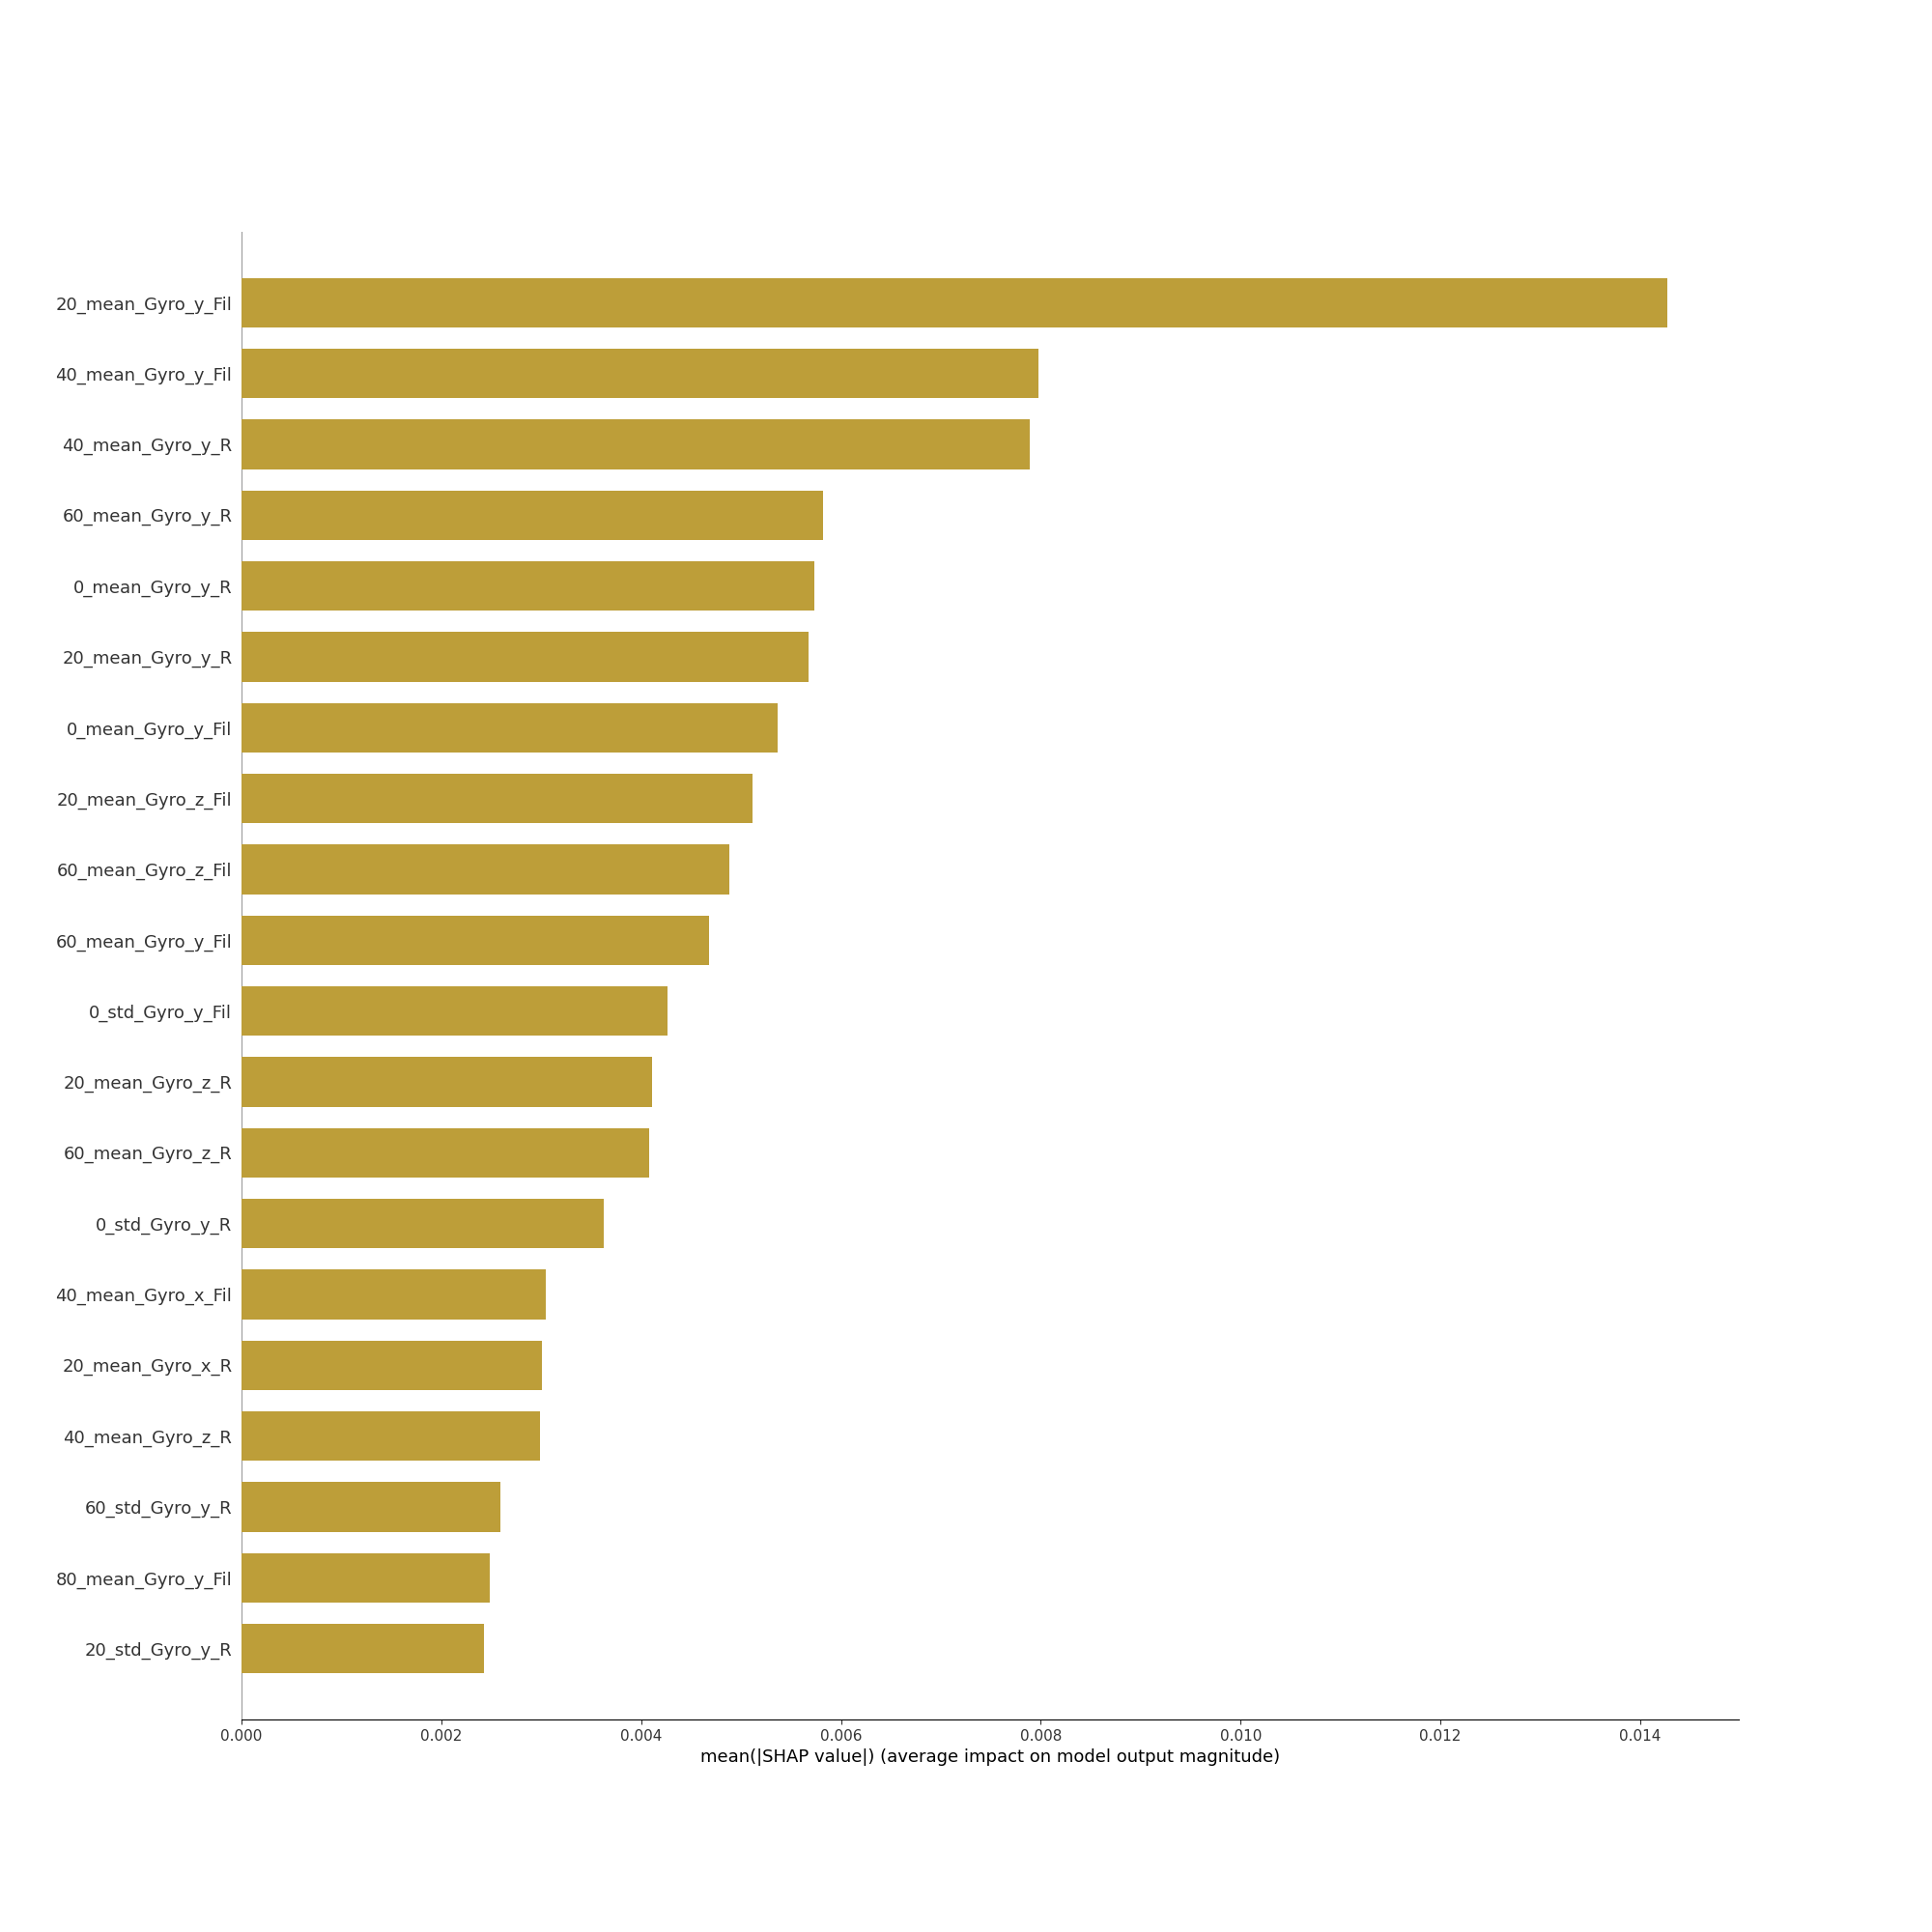 20_mean_Gyro_y_Fil
40_mean_Gyro_y_Fil
40_mean_Gyro_y_R
60_mean_Gyro_y_R
0_mean_Gyro_y_R
20_mean_Gyro_y_R
0_mean_Gyro_y_Fil
20_mean_Gyro_z_Fil
60_mean_Gyro_z_Fil
60_mean_Gyro_y_Fil
0_std_Gyro_y_Fil
20_mean_Gyro_z_R
60_mean_Gyro_z_R
0_std_Gyro_y_R
40_mean_Gyro_x_Fil
20_mean_Gyro_x_R
40_mean_Gyro_z_R
60_std_Gyro_y_R
80_mean_Gyro_y_Fil
20_std_Gyro_y_R
0.000 0.002 0.004 0.006 0.008 0.010 0.012 0.014
mean(|SHAP value|) (average impact on model output magnitude)